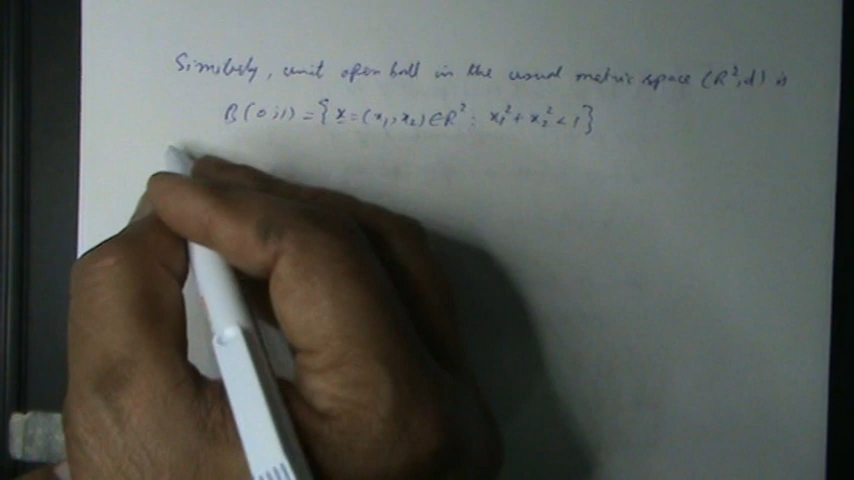 Similarly, unit open ball in the usual metric space (R², d) is
B(0;1) = { x̲ = (x₁, x₂) ∈ R² : x₁² + x₂² < 1 }